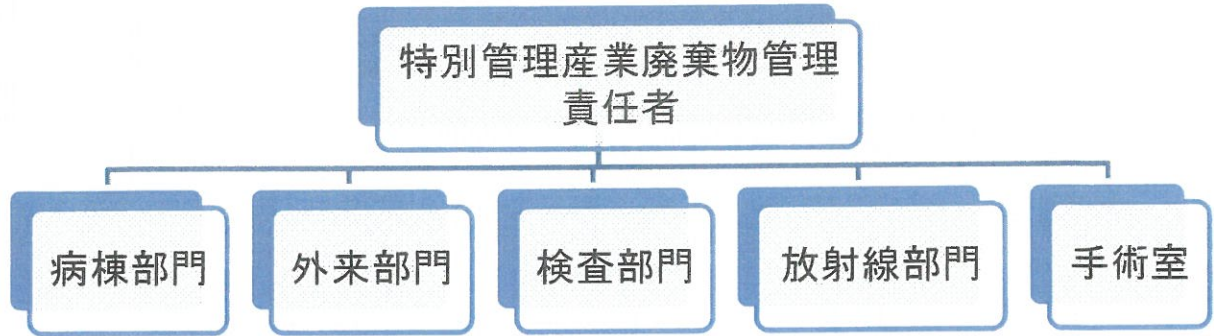 特別管理産業廃棄物管理
責任者
病棟部門
外来部門
検査部門
放射線部門
手術室